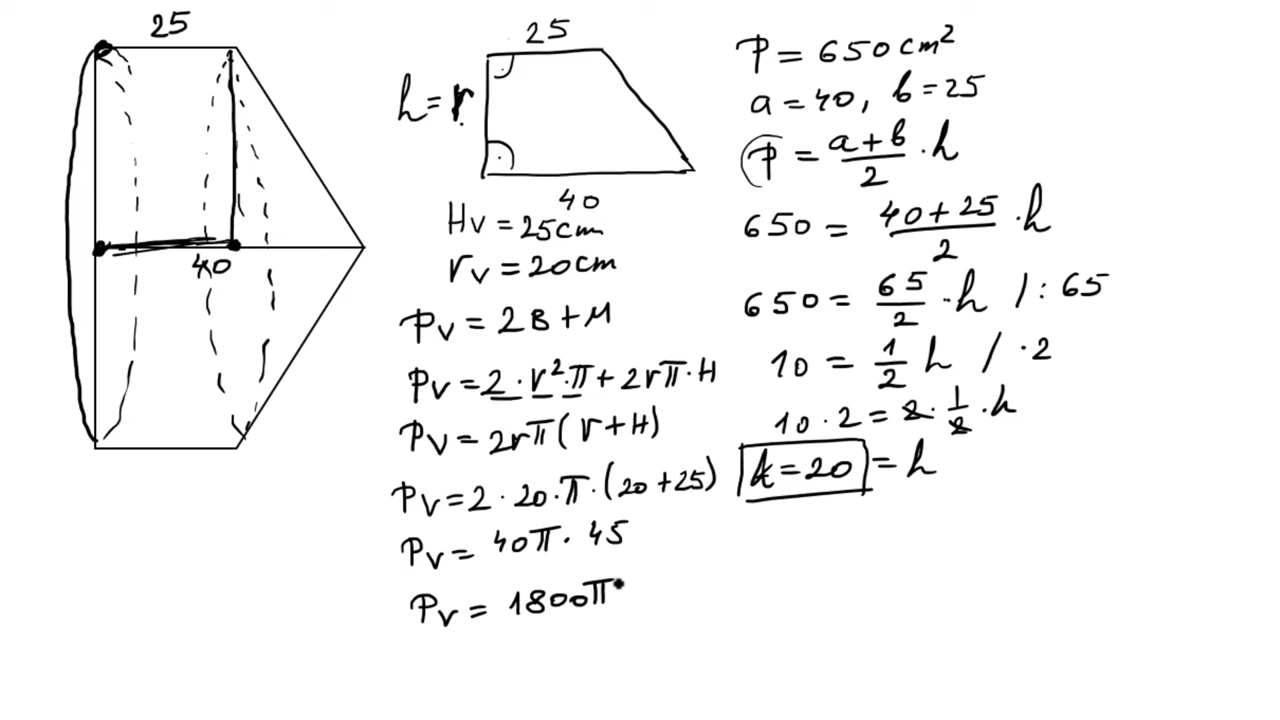 25
40
25
h = r
40
Hv = 25cm
rv = 20cm
Pv = 2B + M
Pv = 2 · r² · π + 2rπ · H
Pv = 2rπ (r + H)
Pv = 2 · 20 · π · (20 + 25)
Pv = 40π · 45
Pv = 1800π
P = 650cm²
a = 40, b = 25
P = (a + b)/2 · h
650 = (40 + 25)/2 · h
650 = 65/2 · h / : 65
10 = 1/2 h / · 2
10 · 2 = 2 · 1/2 · h
= 20 = h